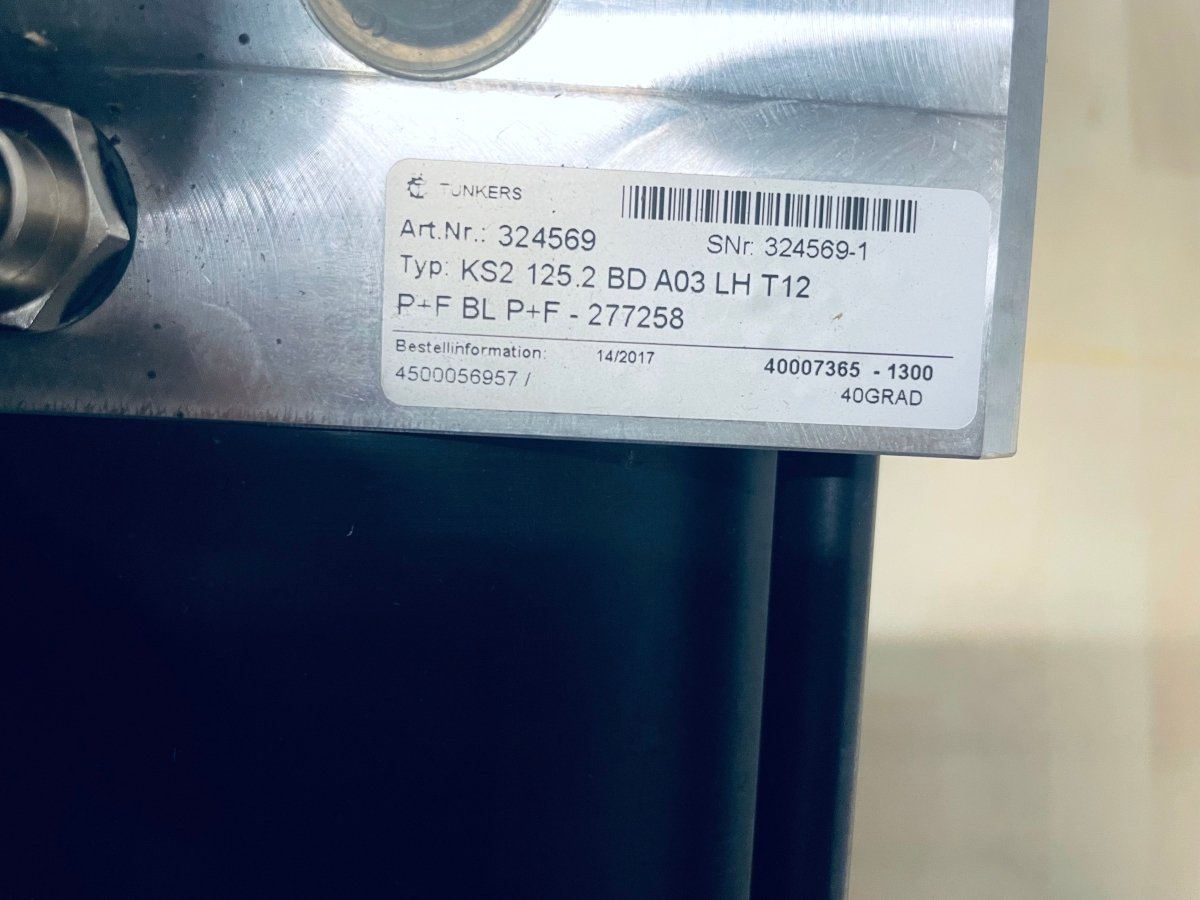 TÜNKERS
Art.Nr.: 324569
SNr: 324569-1
Typ: KS2 125.2 BD A03 LH T12
P+F BL P+F - 277258
Bestellinformation: 14/2017 40007365 - 1300
4500056957 / 40GRAD